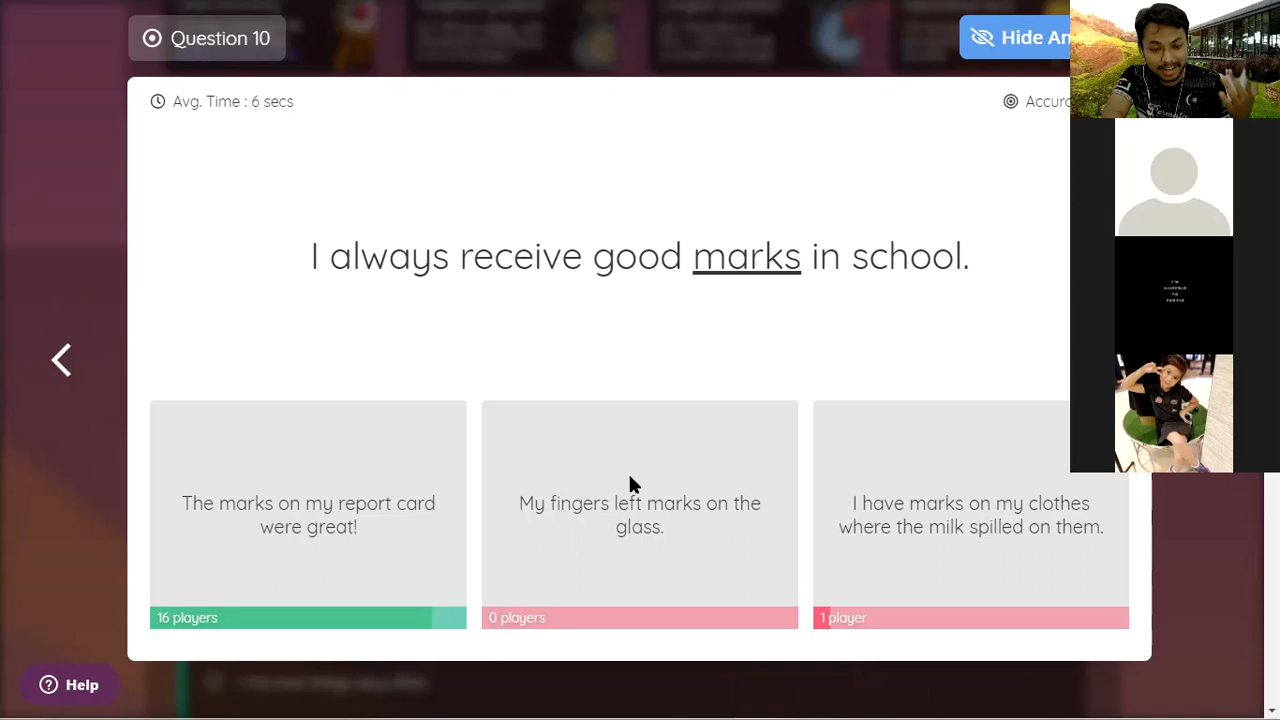 Question 10
Hide An
Avg. Time : 6 secs
Accura
I always receive good marks in school.
The marks on my report card
were great!
My fingers left marks on the
glass.
I have marks on my clothes
where the milk spilled on them.
16 players
0 players
1 player
Help